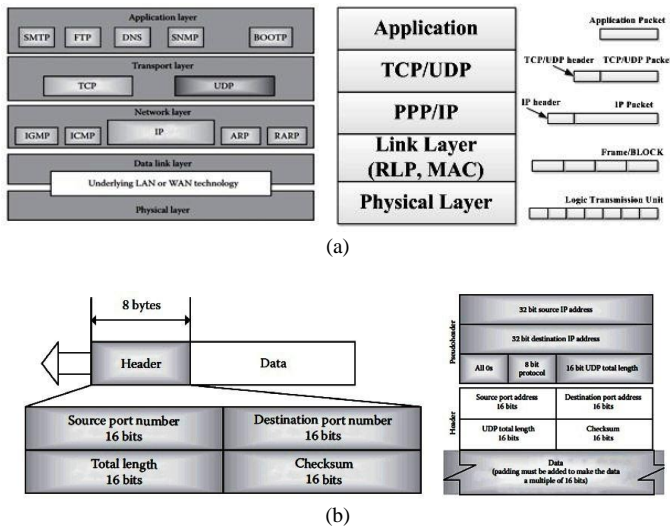 Application layer
SMTP FTP DNS SNMP BOOTP
Transport layer
TCP UDP
Network layer
IGMP ICMP IP ARP RARP
Data link layer
Underlying LAN or WAN technology
Physical layer
Application
TCP/UDP
PPP/IP
Link Layer
(RLP, MAC)
Physical Layer
Application Packet
TCP/UDP header TCP/UDP Packe
IP header
IP Packet
Frame/BLOCK
Logic Transmission Unit
(a)
8 bytes
Header Data
Source port number
16 bits
Destination port number
16 bits
Total length
16 bits
Checksum
16 bits
Pseudoheader
32 bit source IP address
32 bit destination IP address
All 0s
8 bit
protocol
16 bit UDP total length
Header
Source port address
16 bits
Destination port address
16 bits
UDP total length
16 bits
Checksum
16 bits
Data
(padding must be added to make the data
a multiple of 16 bits)
(b)